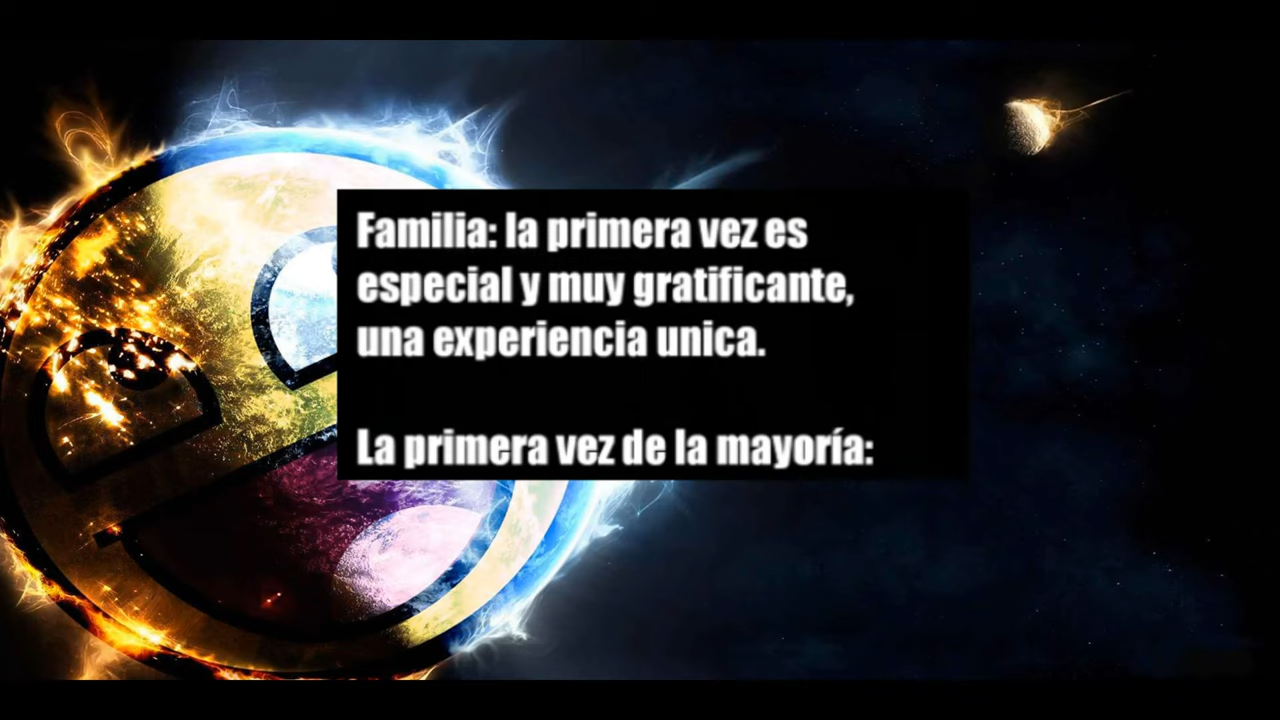 Familia: la primera vez es
especial y muy gratificante,
una experiencia unica.
La primera vez de la mayoría: